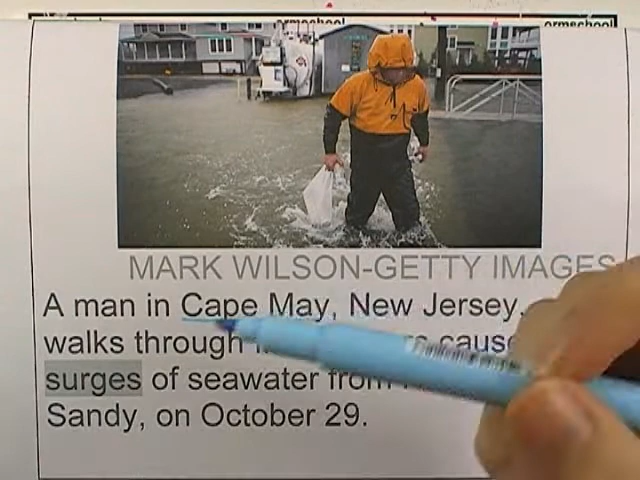 ormschool
ormschool
MARK WILSON-GETTY IMAGES
A man in Cape May, New Jersey,
walks through
surges of seawater from
Sandy, on October 29.